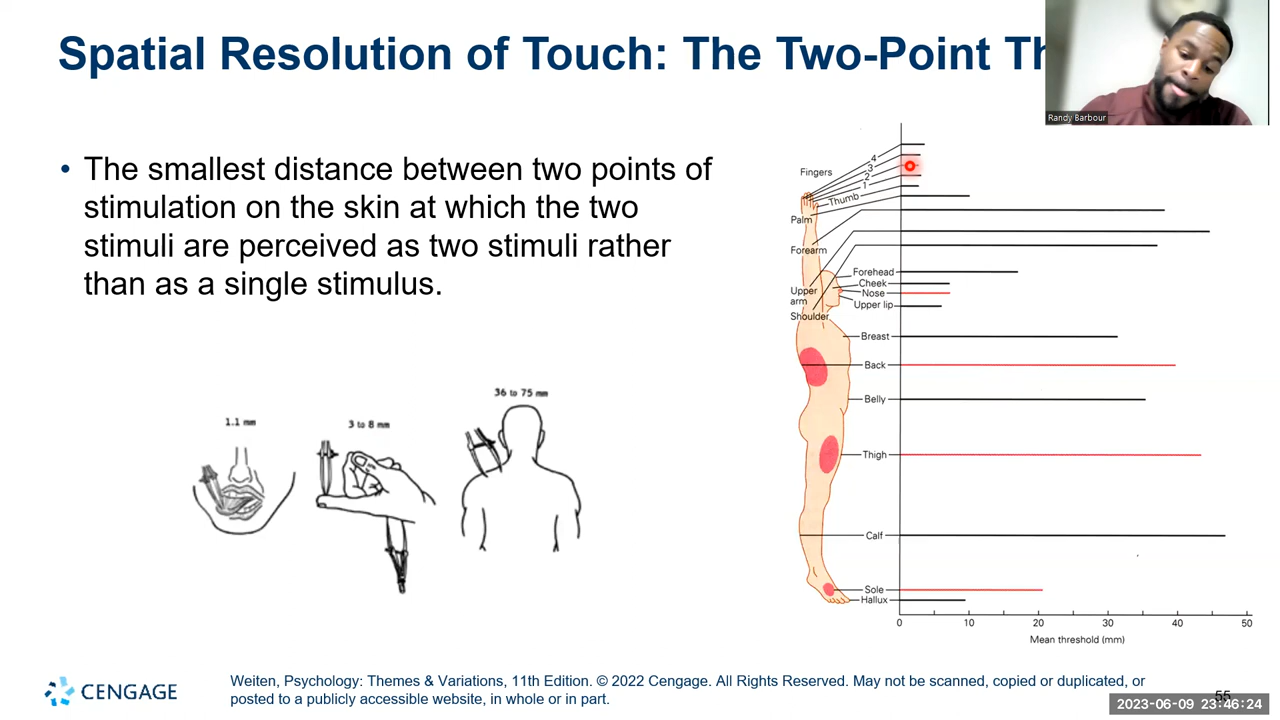 Spatial Resolution of Touch: The Two-Point Th
Randy Barbour
• The smallest distance between two points of
stimulation on the skin at which the two
stimuli are perceived as two stimuli rather
than as a single stimulus.
1.1 mm
3 to 8 mm
36 to 75 mm
Fingers
4
3
2
1
Thumb
Palm
Forearm
Upper
arm
Shoulder
Forehead
Cheek
Nose
Upper lip
Breast
Back
Belly
Thigh
Calf
Sole
Hallux
0 10 20 30 40 50
Mean threshold (mm)
CENGAGE
Weiten, Psychology: Themes & Variations, 11th Edition. © 2022 Cengage. All Rights Reserved. May not be scanned, copied or duplicated, or
posted to a publicly accessible website, in whole or in part.
55
2023-06-09 23:46:24